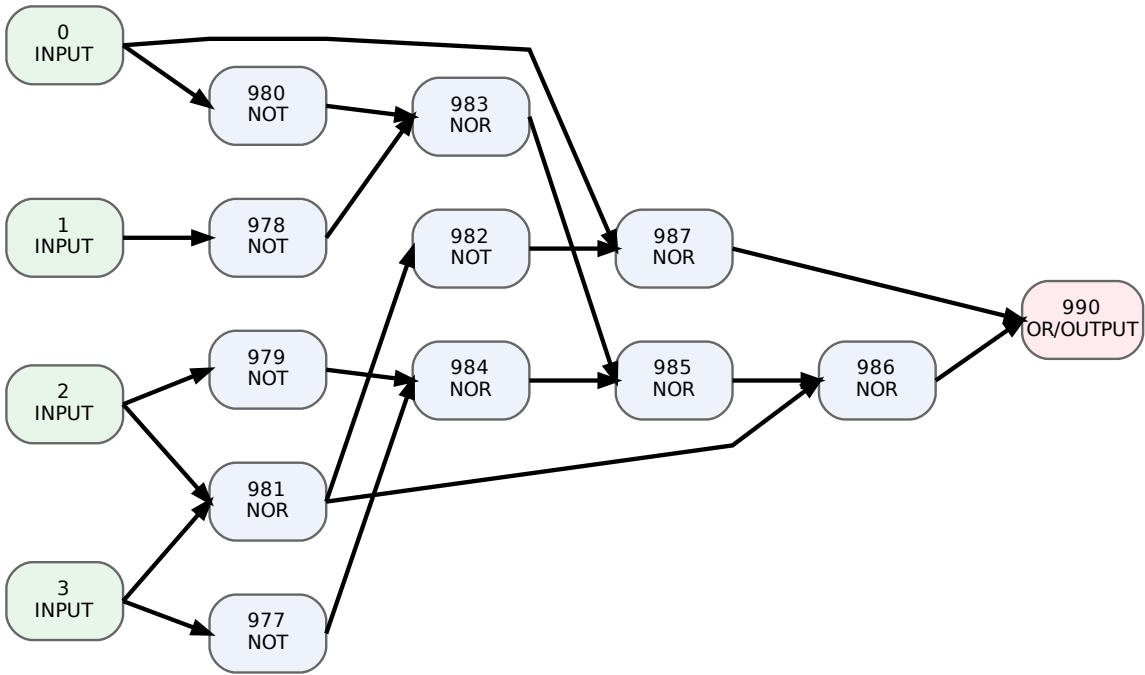 0
INPUT
980
NOT
983
NOR
1
INPUT
978
NOT
982
NOT
987
NOR
990
OR/OUTPUT
2
INPUT
979
NOT
984
NOR
985
NOR
986
NOR
981
NOR
3
INPUT
977
NOT